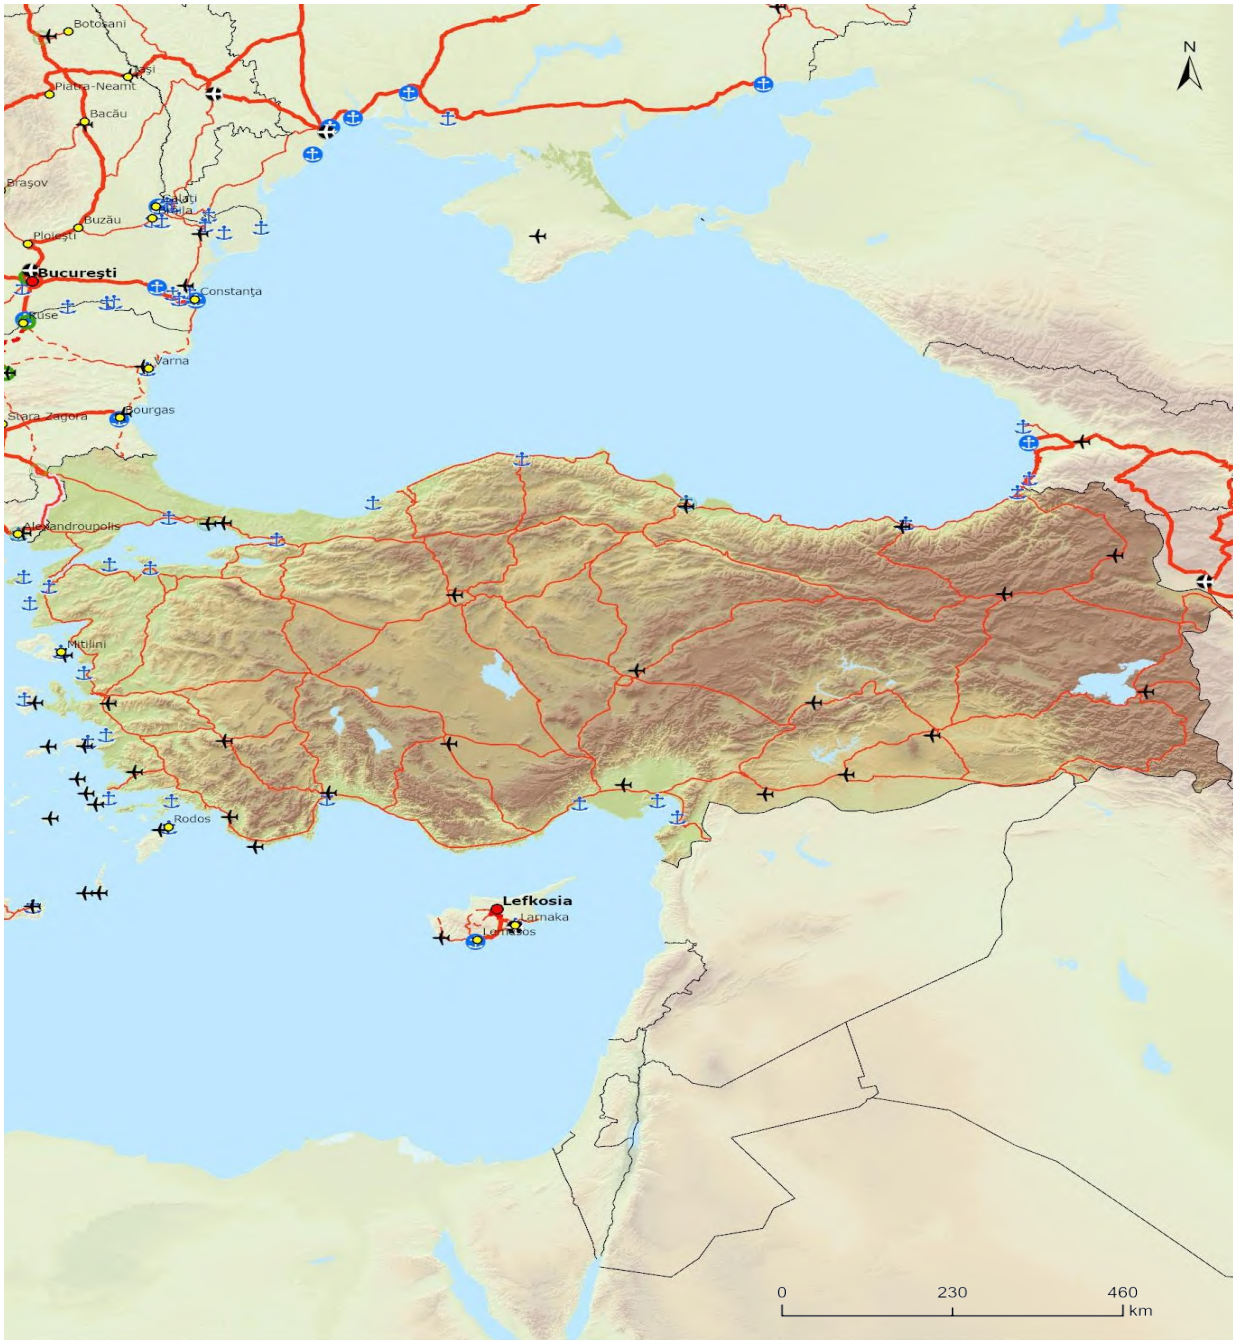 Botoșani
N
Iași
Piatra-Neamț
Bacău
Brașov
Galați
Brăila
Buzău
Ploiești
București
Constanța
Ruse
Varna
Bourgas
Stara Zagora
Alexandroupolis
Mitilini
Rodos
Lefkosia
Larnaka
Lemesos
0 230 460
km